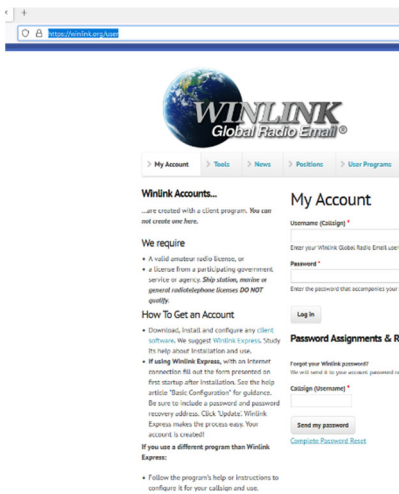 https://winlink.org/user
WINLINK
Global Radio Email®
My Account
Tools
News
Positions
User Programs
Winlink Accounts...
...are created with a client program. You can
not create one here.
We require
• A valid amateur radio license, or
• a license from a participating government
service or agency. Ship station, marine or
general radiotelephone licenses DO NOT
qualify.
How To Get an Account
• Download, install and configure any client
software. We suggest Winlink Express. Study
its help about installation and use.
• If using Winlink Express, with an internet
connection fill out the form presented on
first startup after installation. See the help
article "Basic Configuration" for guidance.
Be sure to include a password and password
recovery address. Click 'Update'. Winlink
Express makes the process easy. Your
account is created!
If you use a different program than Winlink
Express:
• Follow the program's help or instructions to
configure it for your callsign and use.
My Account
Username (Callsign) *
Enter your Winlink Global Radio Email user
Password *
Enter the password that accompanies your
Log in
Password Assignments & R
Forgot your Winlink password?
We will send it to your account password
Callsign (Username) *
Send my password
Complete Password Reset